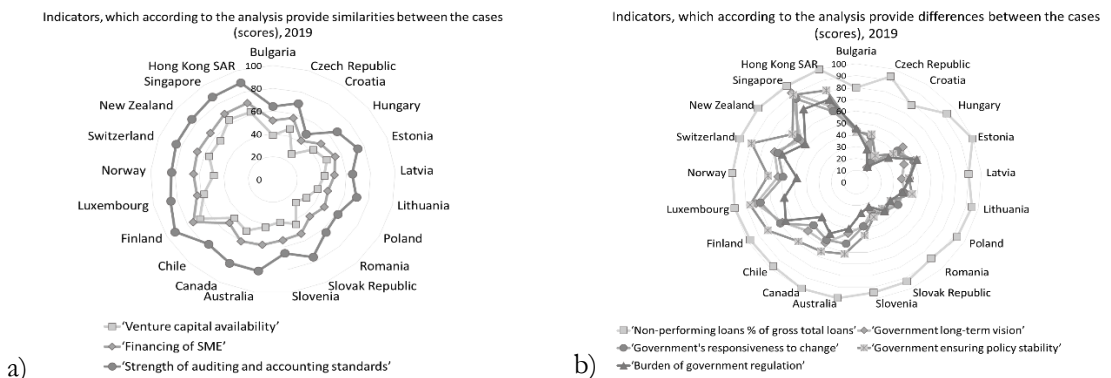 Indicators, which according to the analysis provide similarities between the cases
(scores), 2019
Bulgaria
Hong Kong SAR
Czech Republic
Singapore
Croatia
New Zealand
Hungary
Switzerland
Estonia
Norway
Latvia
Luxembourg
Lithuania
Finland
Poland
Chile
Romania
Canada
Slovak Republic
Australia
Slovenia
100
80
60
40
20
0
'Venture capital availability'
'Financing of SME'
'Strength of auditing and accounting standards'
a)
Indicators, which according to the analysis provide differences between the cases
(scores), 2019
Bulgaria
Hong Kong SAR
Czech Republic
Singapore
Croatia
New Zealand
Hungary
Switzerland
Estonia
Norway
Latvia
Luxembourg
Lithuania
Finland
Poland
Chile
Romania
Canada
Slovak Republic
Australia
Slovenia
100
90
80
70
60
50
40
30
20
10
0
'Non-performing loans % of gross total loans'
'Government long-term vision'
'Government's responsiveness to change'
'Government ensuring policy stability'
'Burden of government regulation'
b)